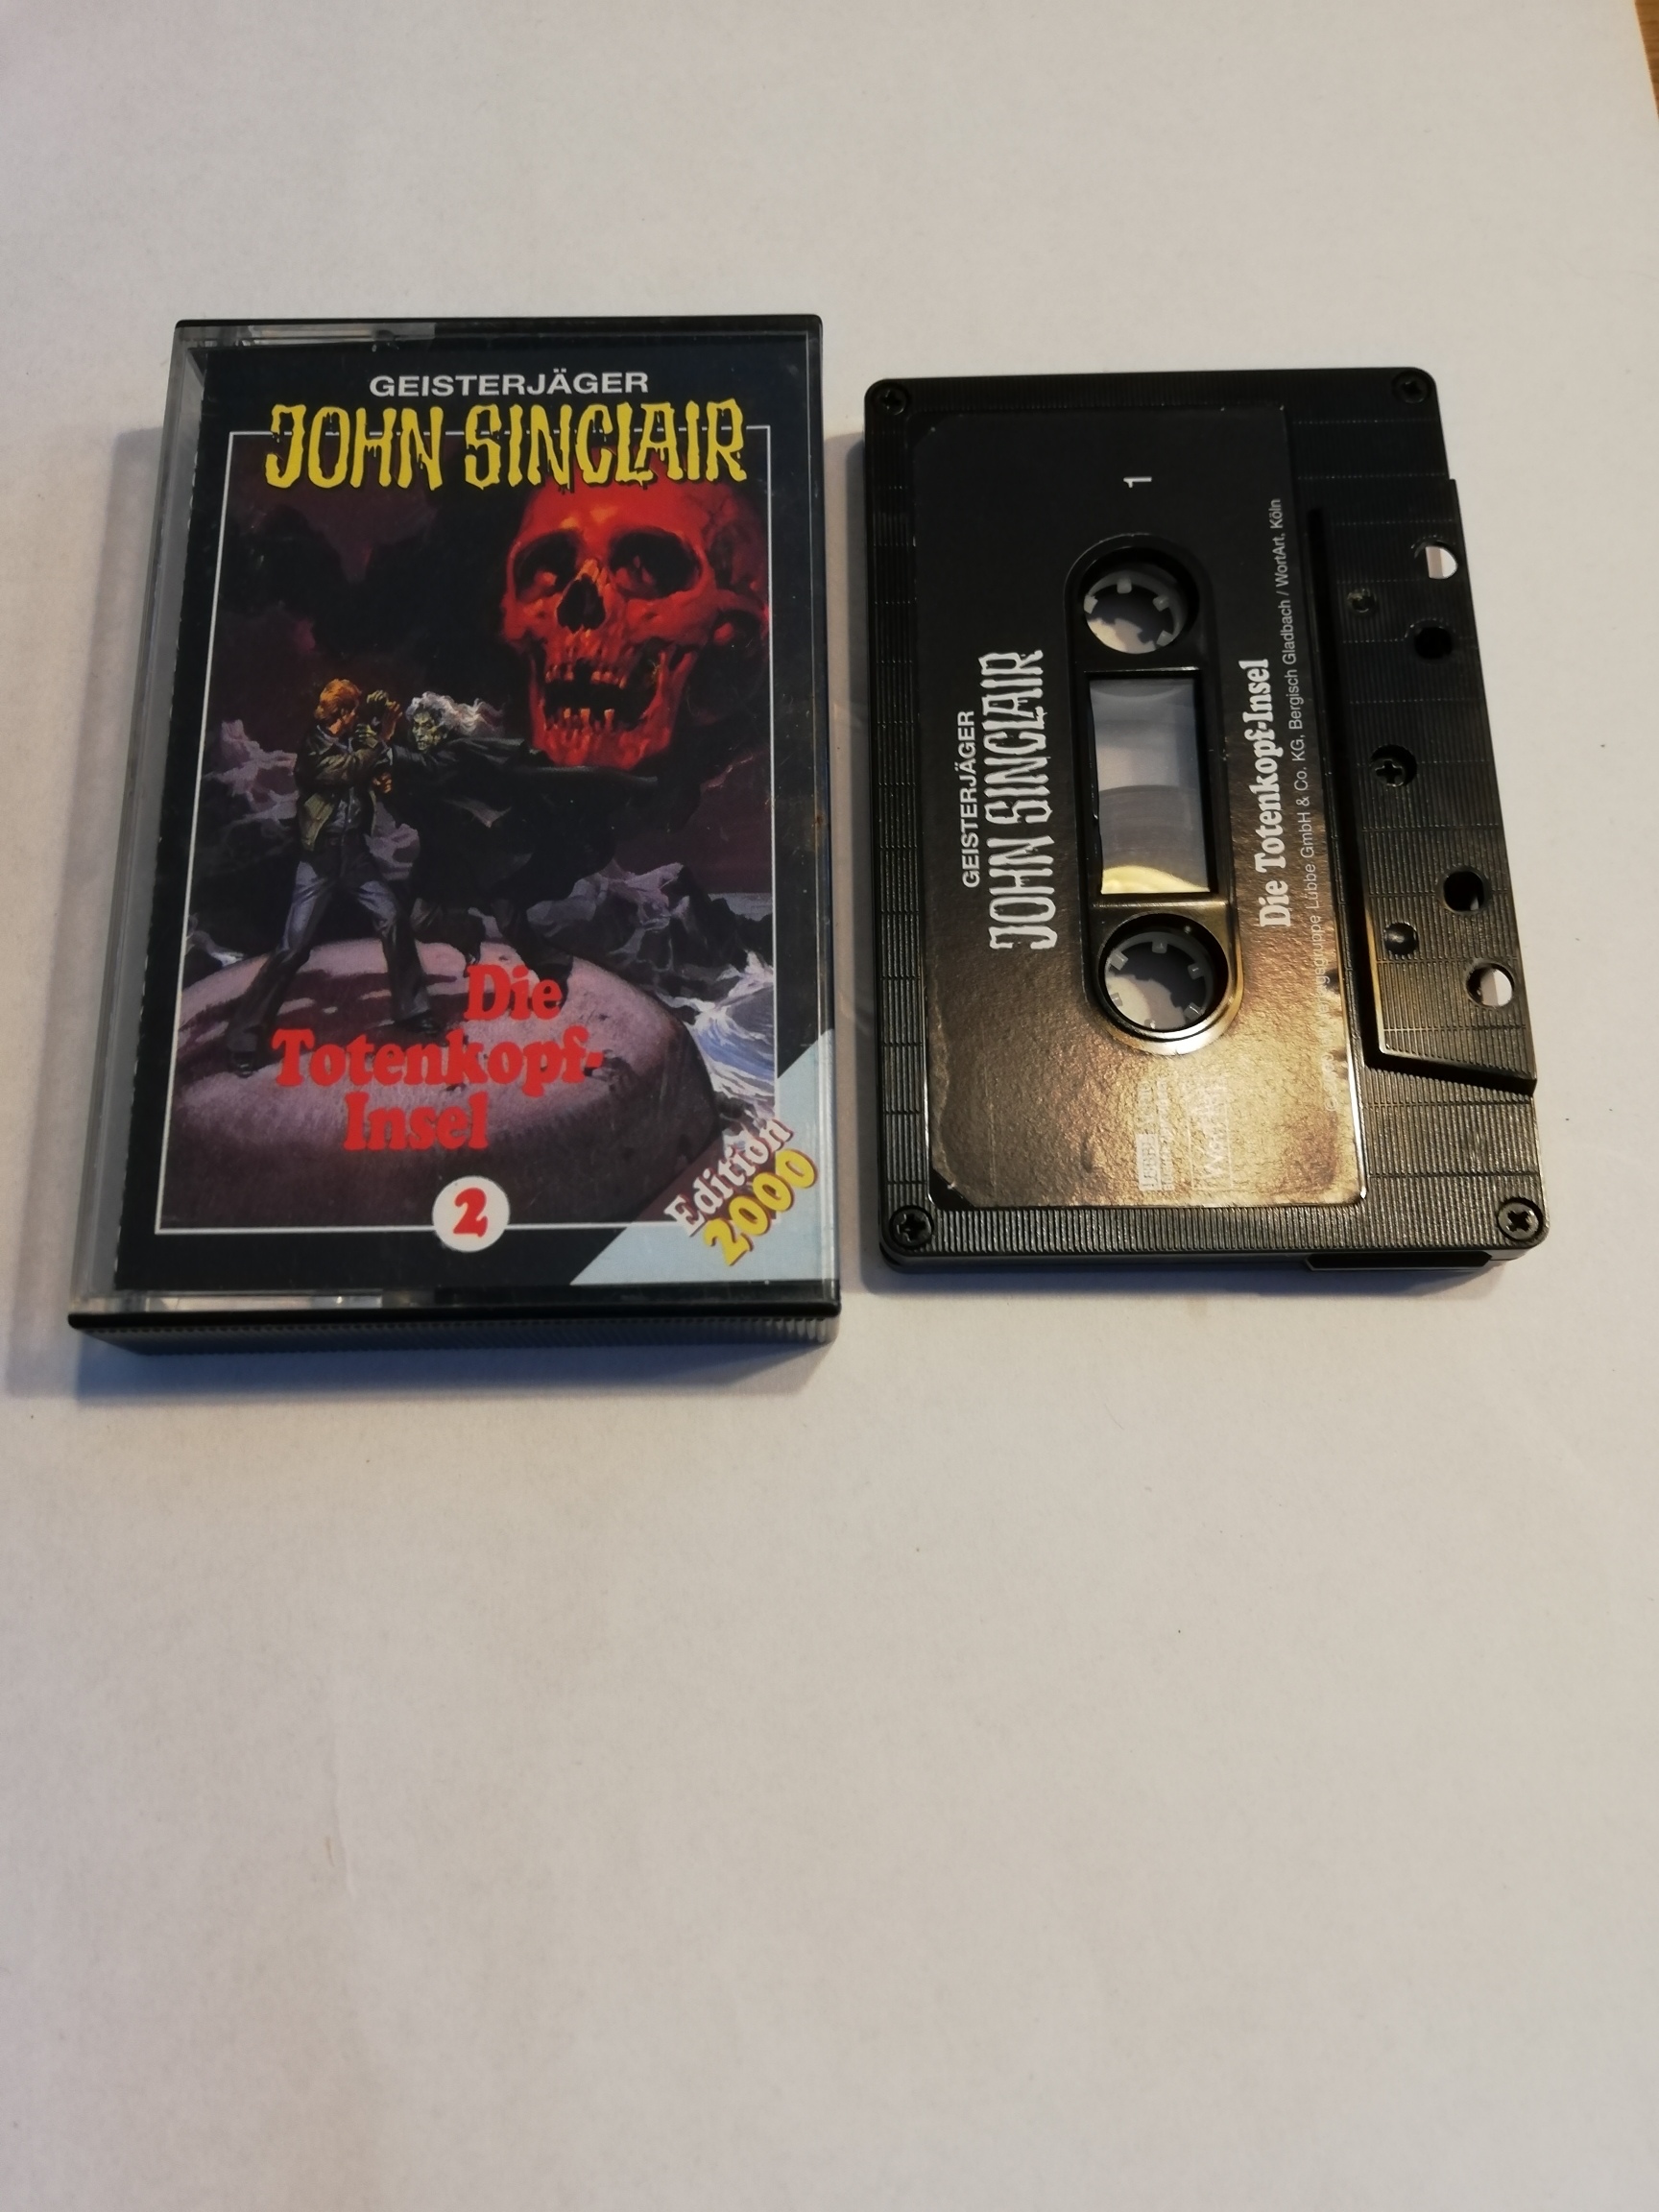 GEISTERJÄGER
JOHN SINCLAIR
Die
Totenkopf-
Insel
2
Edition
2000
1
GEISTERJÄGER
JOHN SINCLAIR
Die Totenkopf-Insel
Lübbe GmbH & Co. KG, Bergisch Gladbach / WortArt, Köln